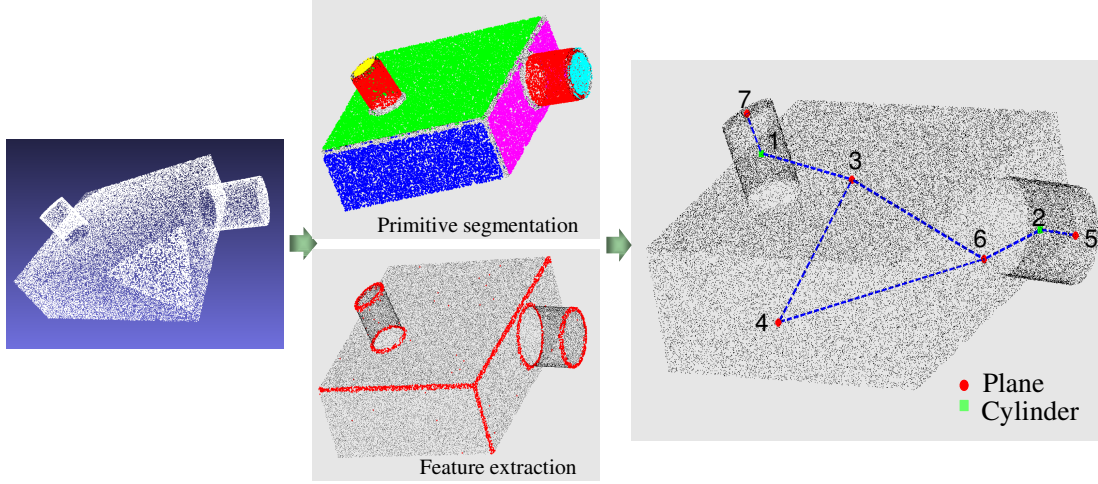 Primitive segmentation
Feature extraction
7
1
3
2
5
6
4
Plane
Cylinder